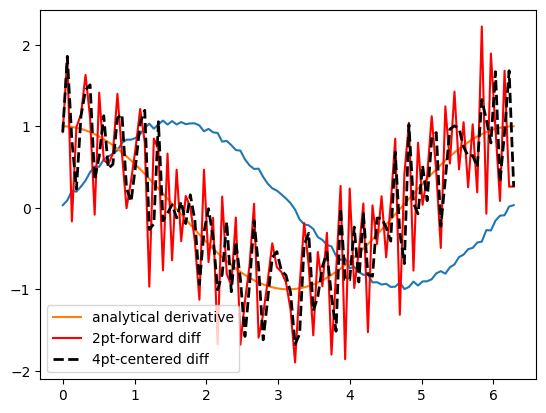 2
1
0
−1
−2
analytical derivative
2pt-forward diff
4pt-centered diff
0 1 2 3 4 5 6